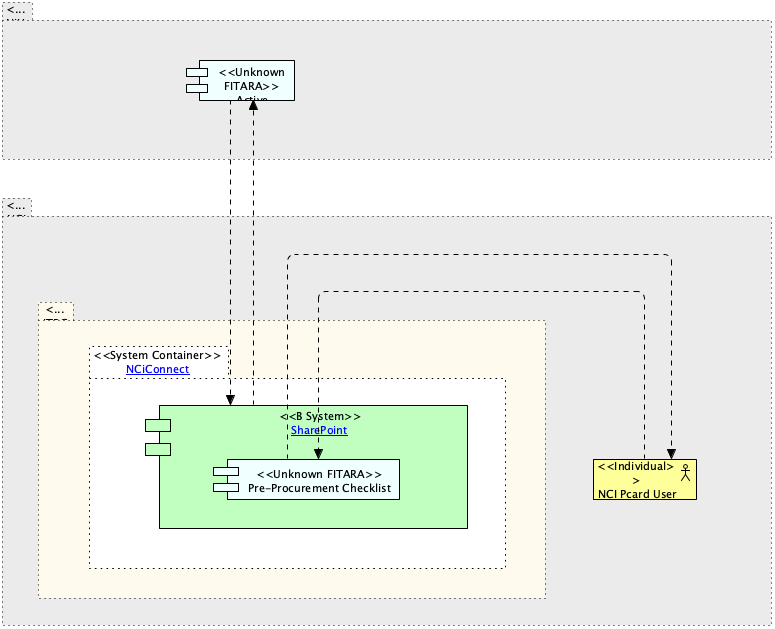 <...
<<Unknown
FITARA>>
Active
<...
<...
<<System Container>>
NCiConnect
<<B System>>
SharePoint
<<Unknown FITARA>>
Pre-Procurement Checklist
<<Individual>
>
NCI Pcard User